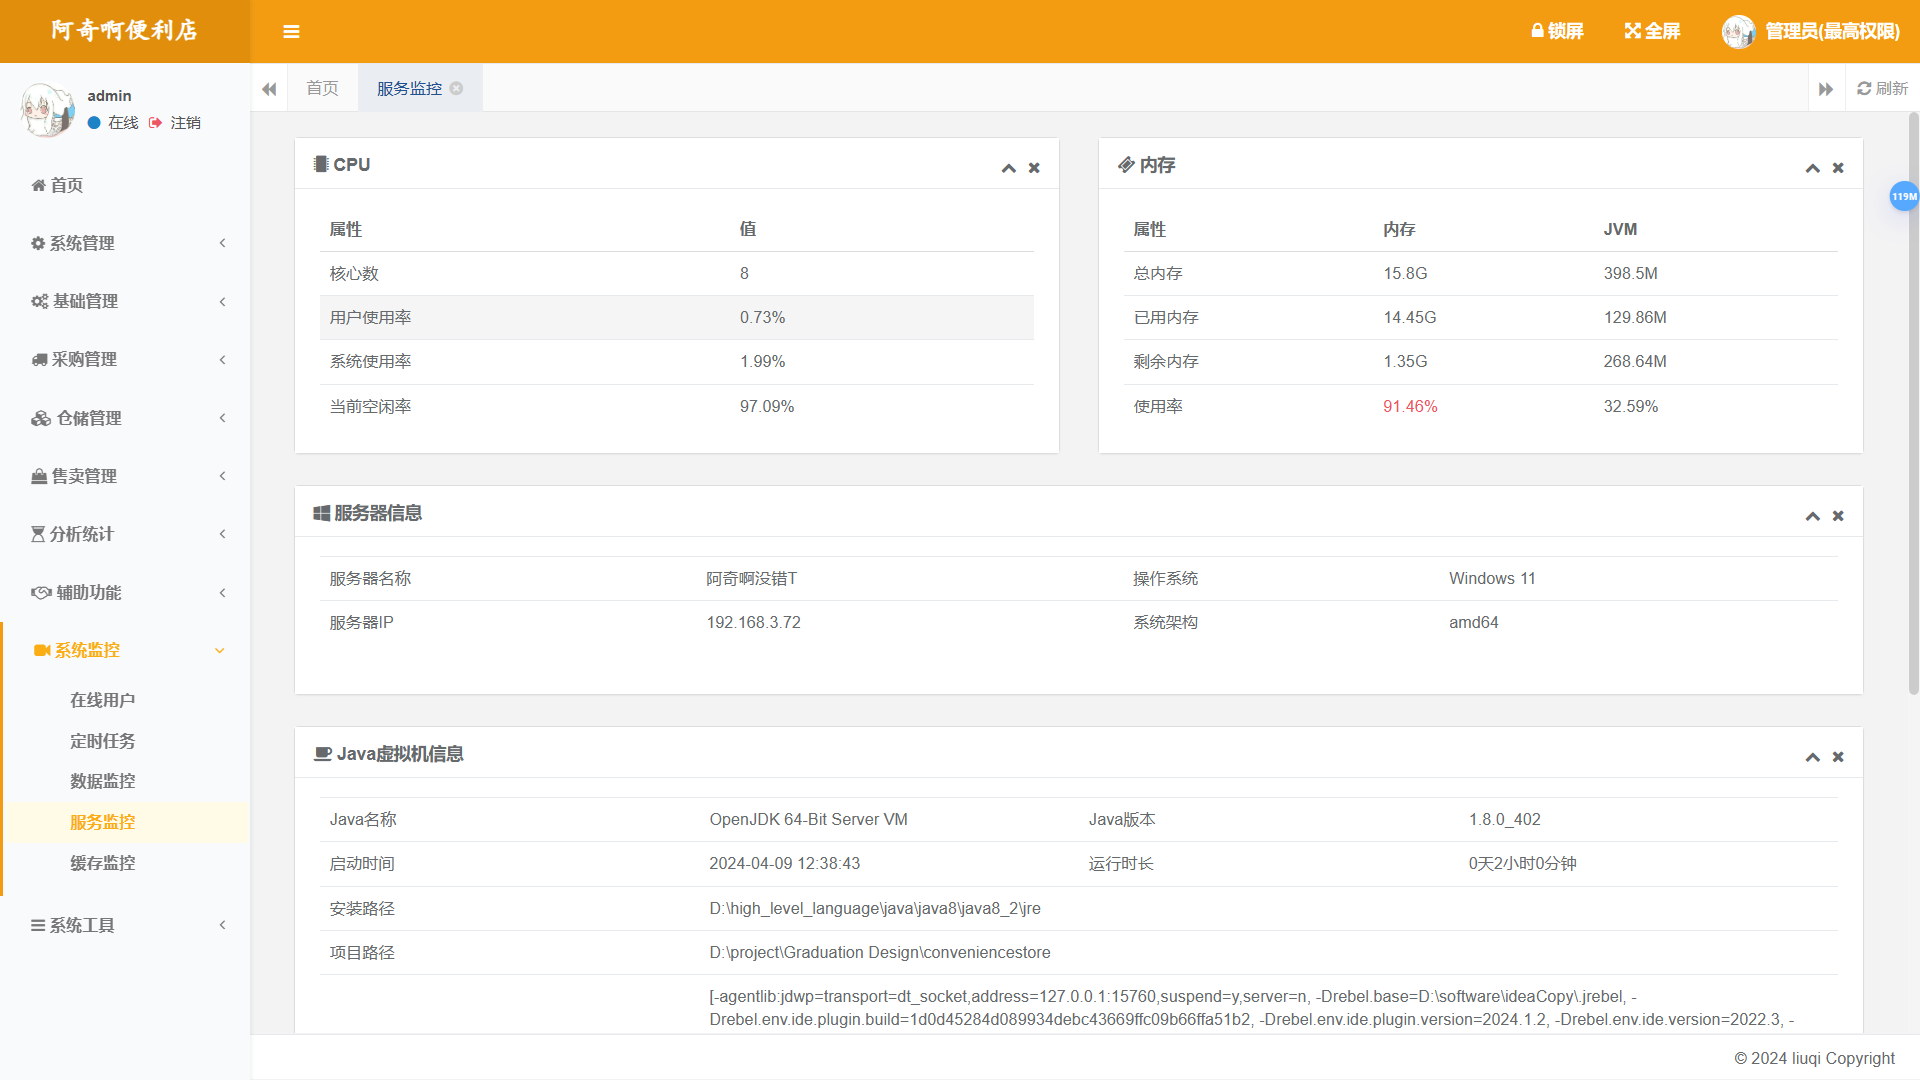 阿奇啊便利店
锁屏
全屏
管理员(最高权限)
admin
在线
注销
首页
服务监控
刷新
首页
系统管理
基础管理
采购管理
仓储管理
售卖管理
分析统计
辅助功能
系统监控
在线用户
定时任务
数据监控
服务监控
缓存监控
系统工具
CPU
属性 值
核心数 8
用户使用率 0.73%
系统使用率 1.99%
当前空闲率 97.09%
内存
属性 内存 JVM
总内存 15.8G 398.5M
已用内存 14.45G 129.86M
剩余内存 1.35G 268.64M
使用率 91.46% 32.59%
119M
服务器信息
服务器名称 阿奇啊没错T 操作系统 Windows 11
服务器IP 192.168.3.72 系统架构 amd64
Java虚拟机信息
Java名称 OpenJDK 64-Bit Server VM Java版本 1.8.0_402
启动时间 2024-04-09 12:38:43 运行时长 0天2小时0分钟
安装路径 D:\high_level_language\java\java8\java8_2\jre
项目路径 D:\project\Graduation Design\conveniencestore
[-agentlib:jdwp=transport=dt_socket,address=127.0.0.1:15760,suspend=y,server=n, -Drebel.base=D:\software\ideaCopy\.jrebel, -
Drebel.env.ide.plugin.build=1d0d45284d089934debc43669ffc09b66ffa51b2, -Drebel.env.ide.plugin.version=2024.1.2, -Drebel.env.ide.version=2022.3, -
© 2024 liuqi Copyright